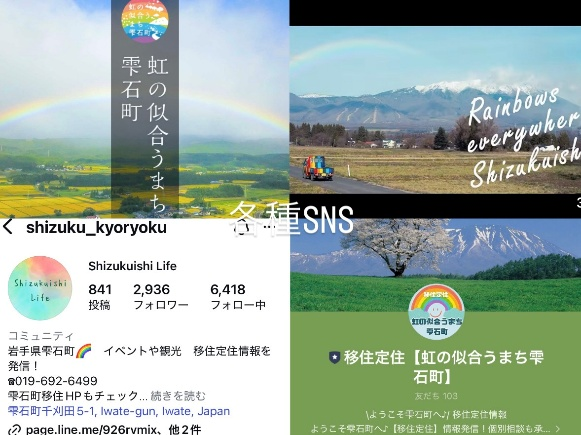 虹の
似合う
まち
雫石町
虹の似合うまち
雫石町
Rainbows
everywher
Shizukuish
各種SNS
shizuku_kyoryoku
Shizukuishi
Life
Shizukuishi Life
841
2,936
6,418
投稿
フォロワー
フォロー中
コミュニティ
岩手県雫石町🌈 イベントや観光 移住定住情報を
発信！
☎019-692-6499
雫石町移住HPもチェック... 続きを読む
雫石町千刈田5-1, Iwate-gun, Iwate, Japan
page.line.me/926rvmix、他2件
移住定住
虹の似合うまち
雫石町
移住定住【虹の似合うまち雫
石町】
友だち 103
\ようこそ雫石町へ♪/ 移住定住情報
ようこそ雫石町へ♪【移住定住】情報発信！個別相談も承...